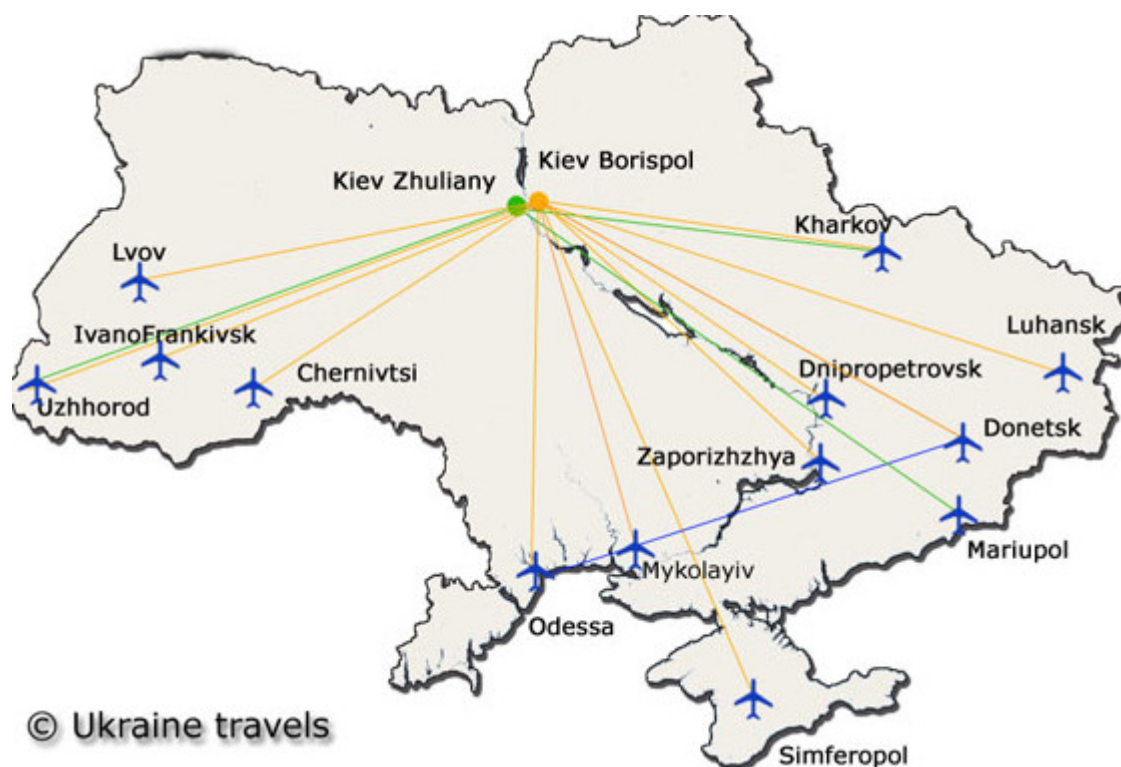 Kiev Borispol
Kiev Zhuliany
Kharkov
Lvov
IvanoFrankivsk
Luhansk
Chernivtsi
Dnipropetrovsk
Uzhhorod
Donetsk
Zaporizhzhya
Mariupol
Mykolayiv
Odessa
© Ukraine travels
Simferopol